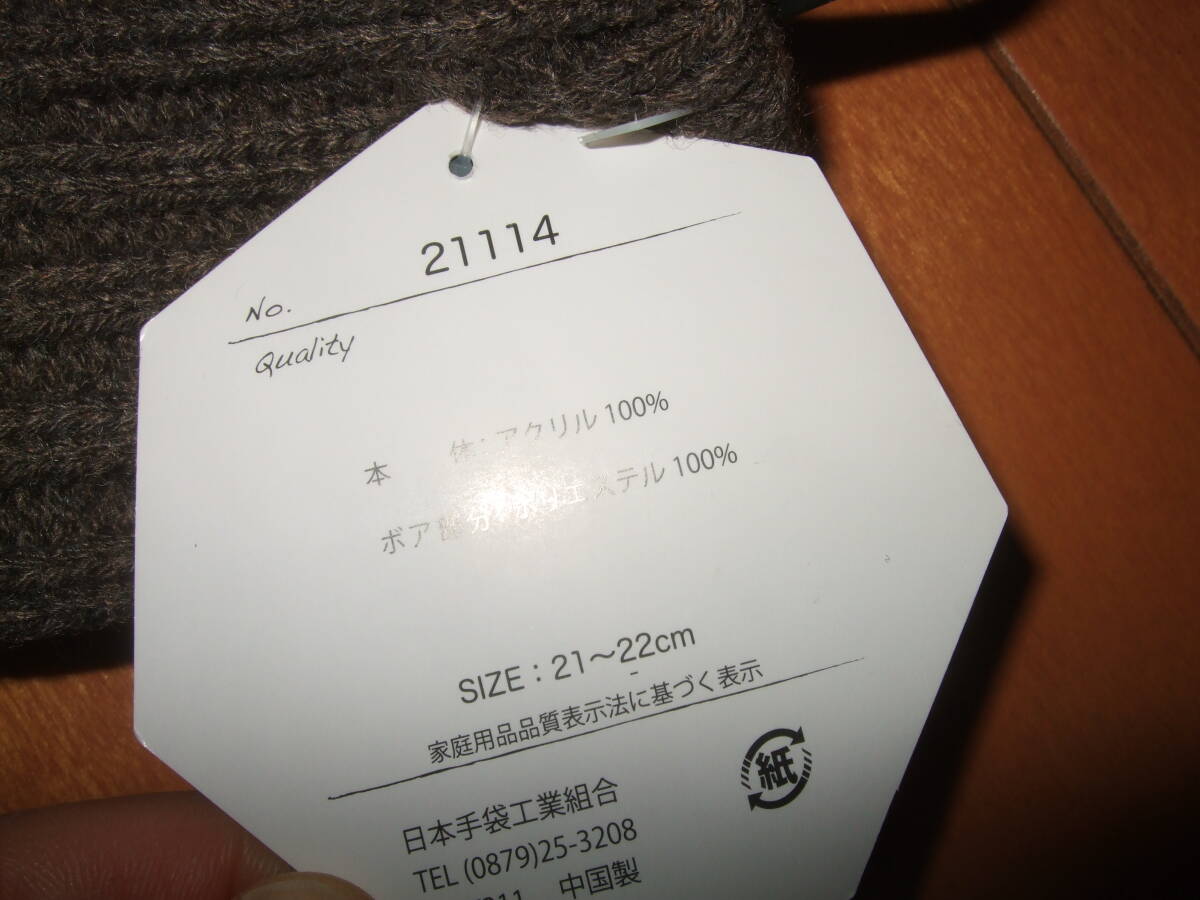 21114
No.
Quality
本 体:アクリル 100%
ボア部分:ポリエステル 100%
SIZE : 21〜22cm
家庭用品品質表示法に基づく表示
紙
日本手袋工業組合
TEL (0879)25-3208
中国製